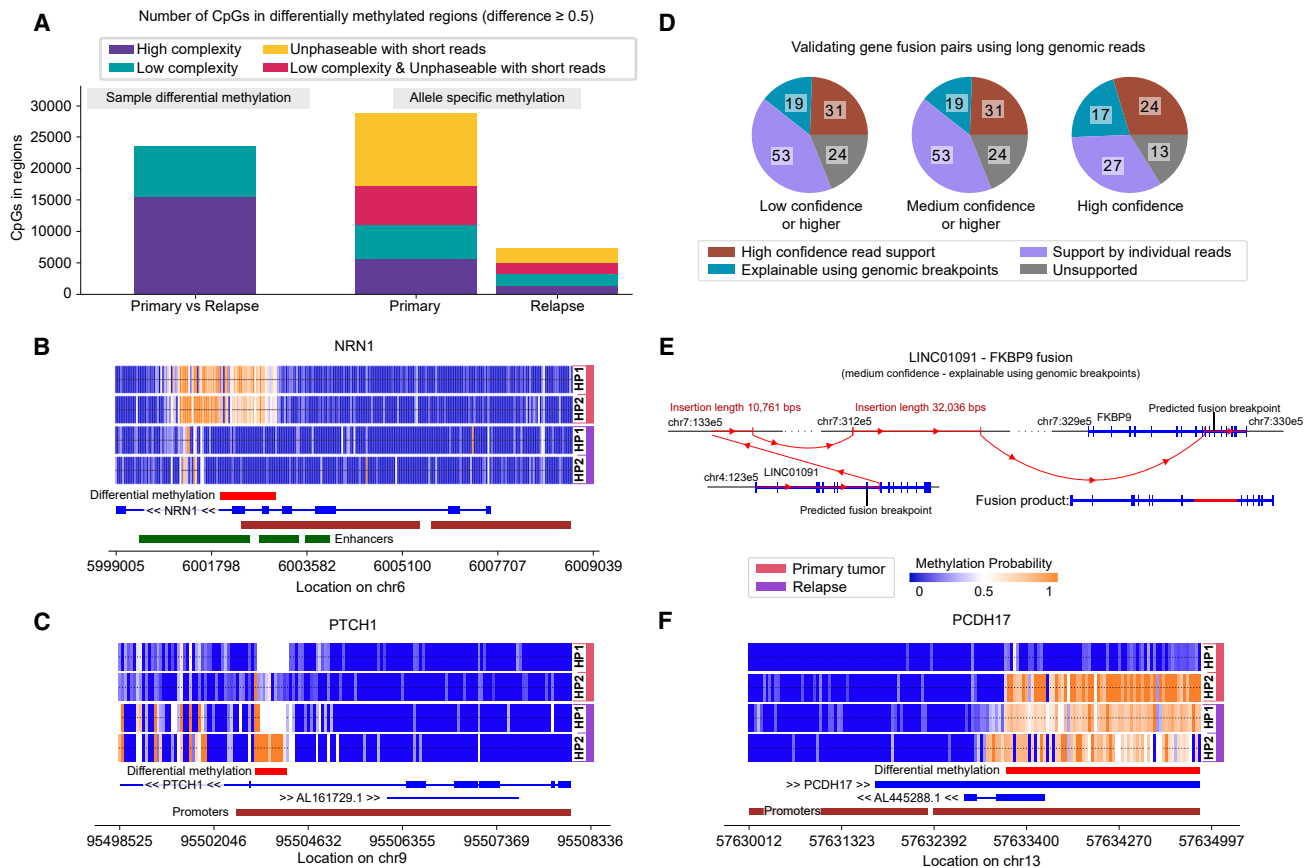 A
Number of CpGs in differentially methylated regions (difference ≥ 0.5)
High complexity
Unphaseable with short reads
Low complexity
Low complexity & Unphaseable with short reads
Sample differential methylation
Allele specific methylation
CpGs in regions
30000
25000
20000
15000
10000
5000
0
Primary vs Relapse
Primary
Relapse
D
Validating gene fusion pairs using long genomic reads
19
31
53
24
Low confidence
or higher
19
31
53
24
Medium confidence
or higher
17
24
27
13
High confidence
High confidence read support
Support by individual reads
Explainable using genomic breakpoints
Unsupported
B
NRN1
HP1
HP2
HP1
HP2
Differential methylation
<< NRN1 <<
Enhancers
5999005
6001798
6003582
6005100
6007707
6009039
Location on chr6
E
LINC01091 - FKBP9 fusion
(medium confidence - explainable using genomic breakpoints)
Insertion length 10,761 bps
Insertion length 32,036 bps
chr7:133e5
chr7:312e5
chr7:329e5
FKBP9
Predicted fusion breakpoint
chr7:330e5
chr4:123e5
LINC01091
Predicted fusion breakpoint
Fusion product:
Primary tumor
Relapse
Methylation Probability
0
0.5
1
C
PTCH1
HP1
HP2
HP1
HP2
Differential methylation
<< PTCH1 <<
>> AL161729.1 >
Promoters
95498525
95502046
95504632
95506355
95507369
95508336
Location on chr9
F
PCDH17
HP1
HP2
HP1
HP2
Differential methylation
>> PCDH17 >>
<< AL445288.1 <<
Promoters
57630012
57631323
57632392
57633400
57634270
57634997
Location on chr13